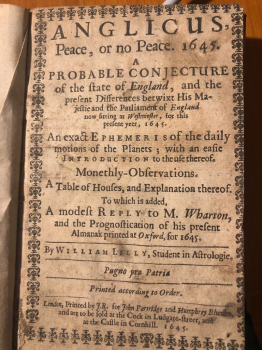 ANGLICUS,
Peace, or no Peace. 1645.
A
PROBABLE CONJECTURE
of the state of England, and the
present Differences betwixt His Ma-
jestie and the Parliament of England
now sitting at Westminster, for this
present year, 1645.
An exact EPHEMERIS of the daily
motions of the Planets; with an easie
INTRODUCTION to the use thereof.
Monethly-Observations.
A Table of Houses, and Explanation thereof.
To which is added,
A modest REPLY to M. Wharton,
and the Prognostication of his present
Almanak printed at Oxford, for 1645.
By WILLIAM LILLY, Student in Astrologie,
Pugno pro Patriâ
Printed according to Order.
London, Printed by J.R. for John Partridge and Humphrey
and are to be sold at the Cock in Ludgate-street, and
at the Castle in Cornhill. 1645.